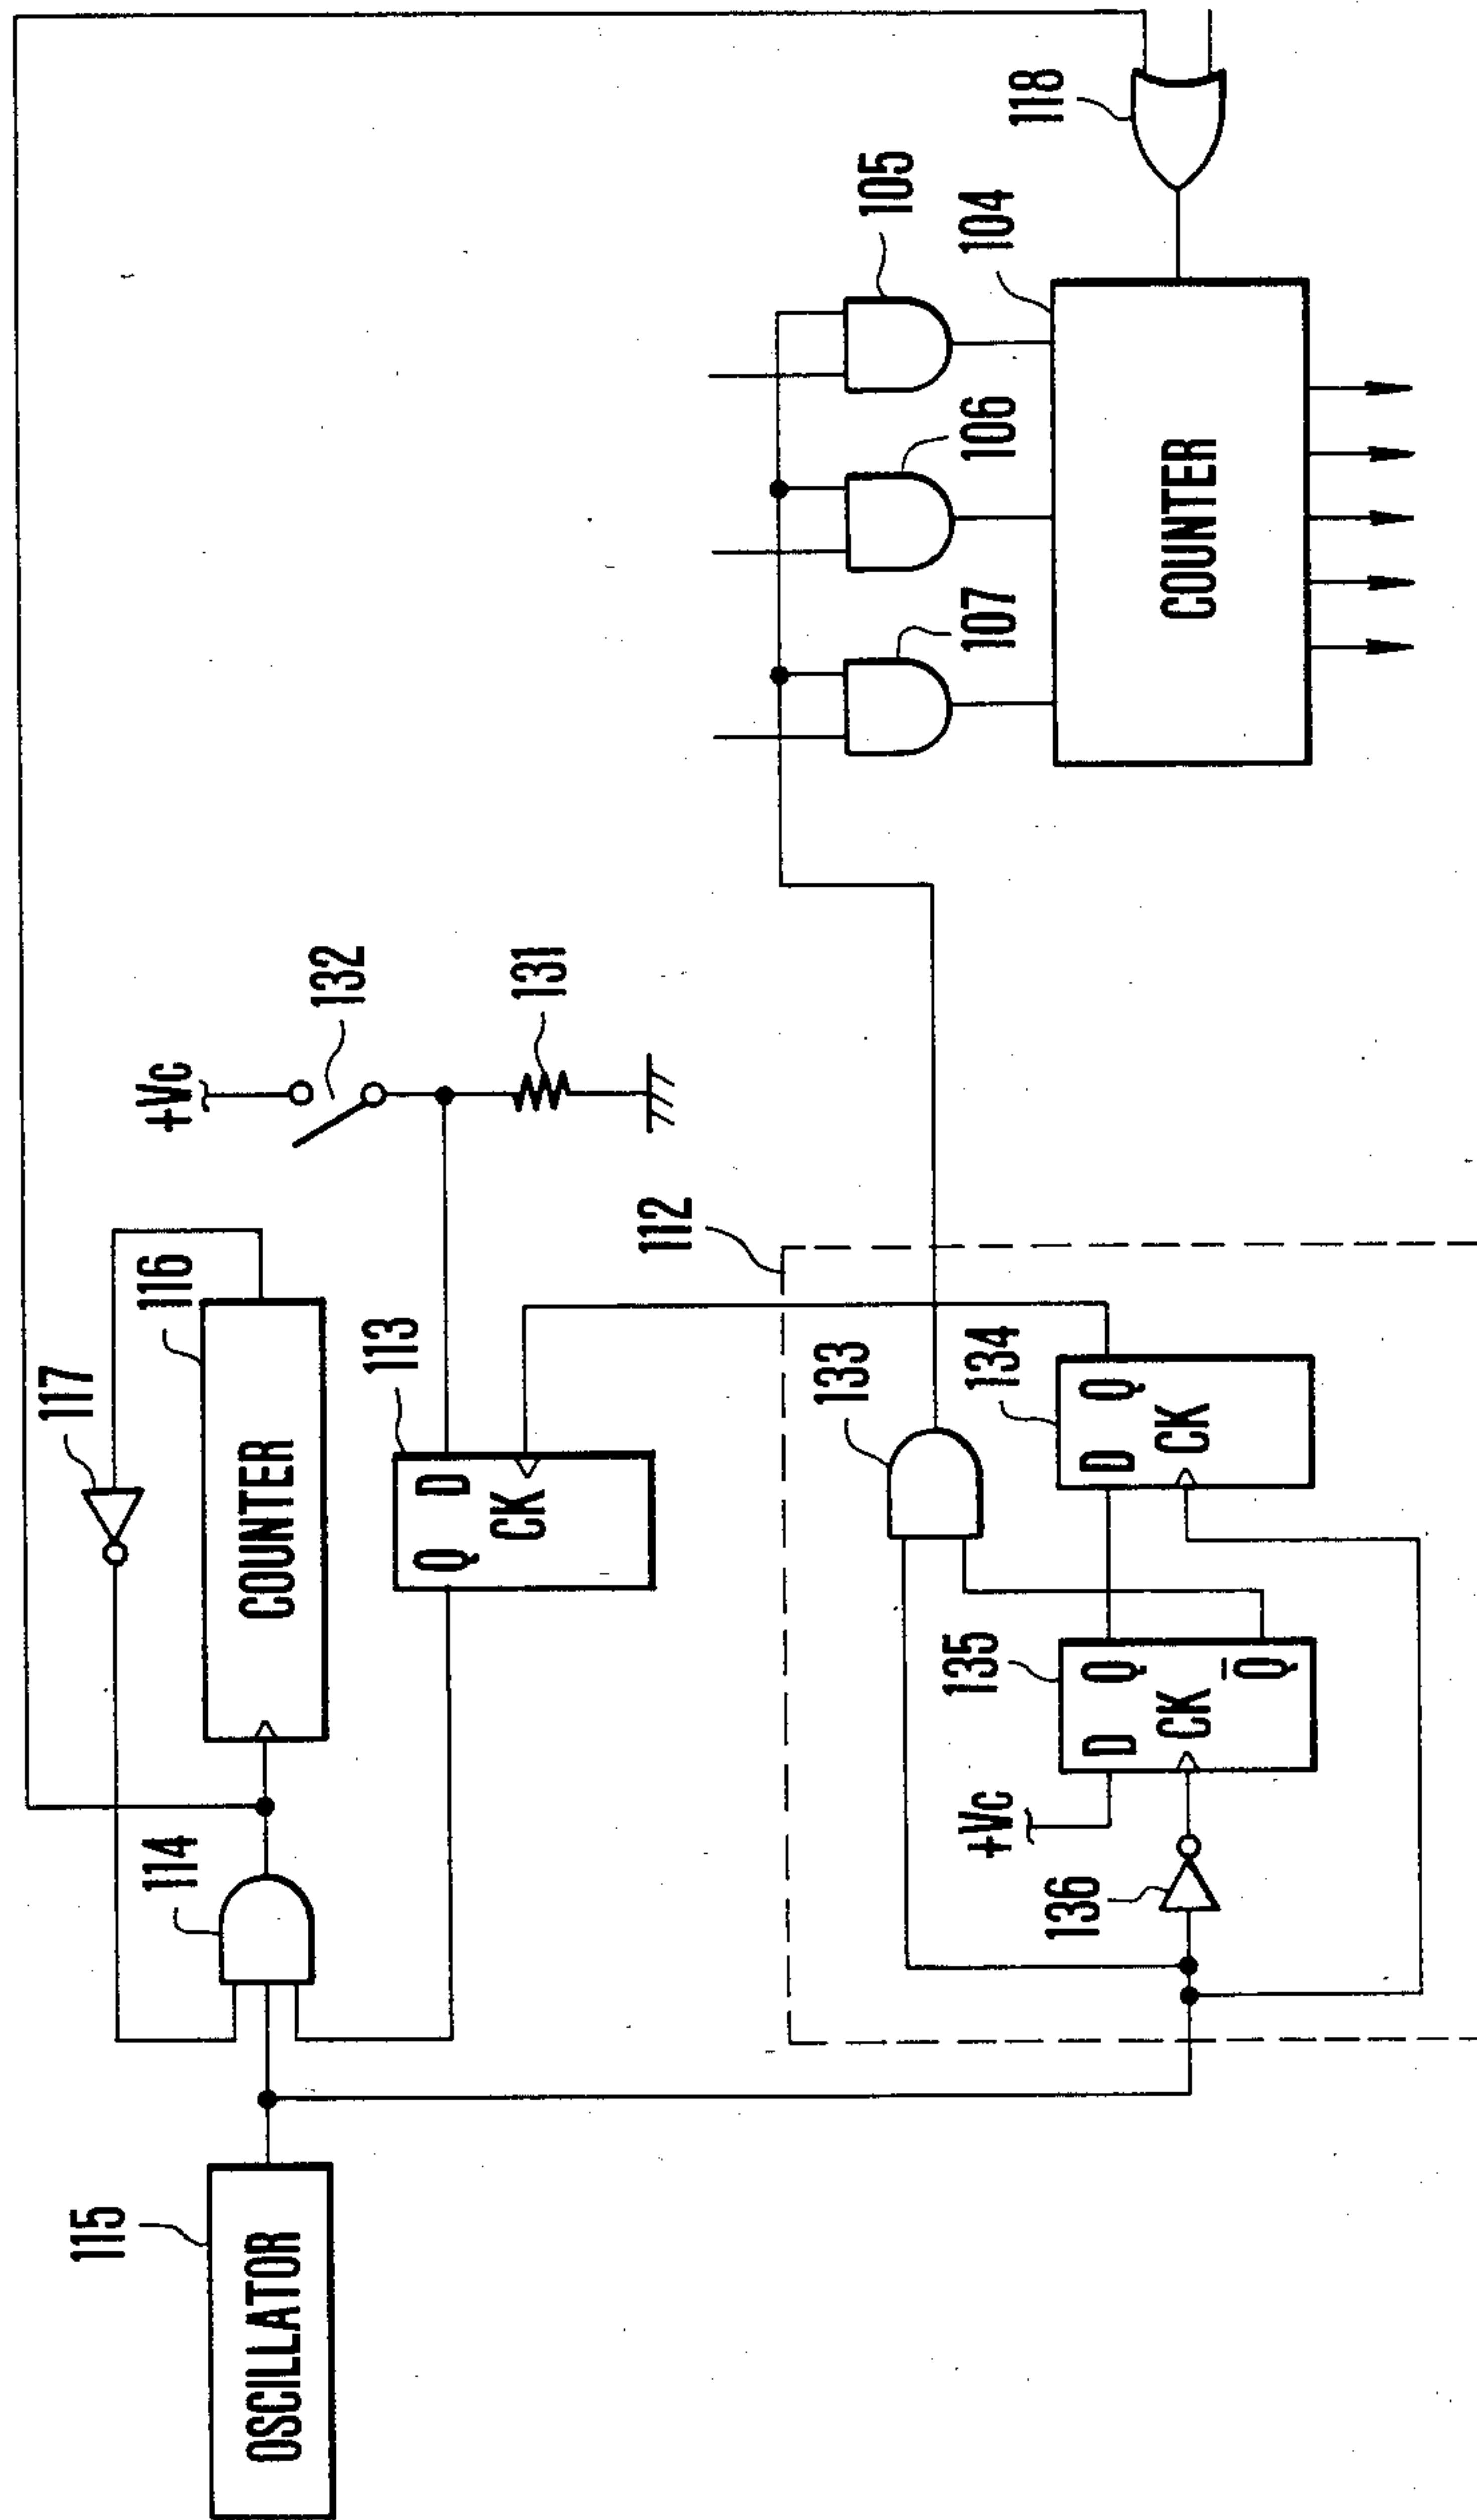 115
OSCILLATOR
114
117
116
COUNTER
113
Q D
CK
+Vc
132
131
112
136
+Vc
135
D Q
CK
Q̅
133
134
D Q
CK
107
106
105
104
COUNTER
118